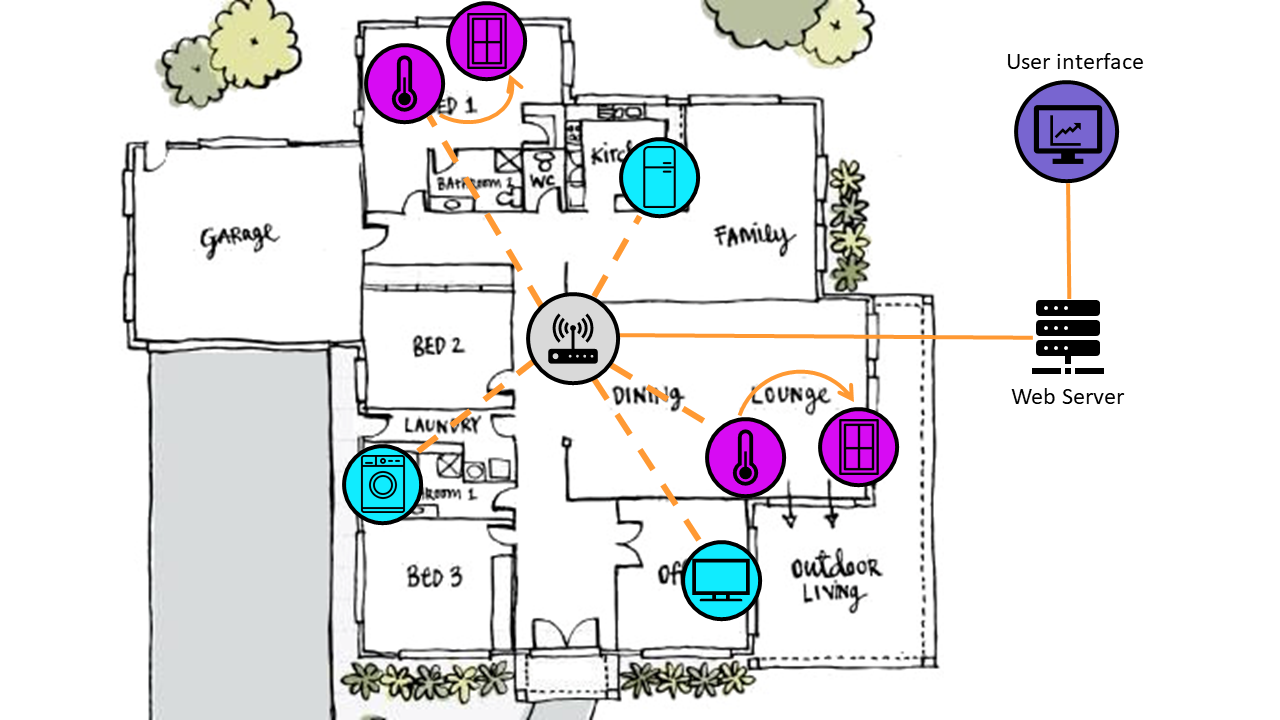 User interface
ED 1
Kitc
BATHROOM 2
WC
GARAGE
FAMILY
BED 2
DINING
LOUNGE
Web Server
LAUNDRY
ROOM 1
BED 3
Of
OUTDOOR
LIVING